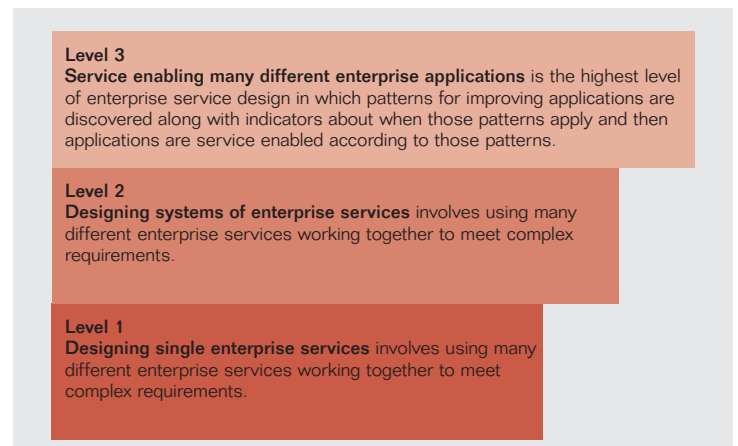 Level 3
Service enabling many different enterprise applications is the highest level
of enterprise service design in which patterns for improving applications are
discovered along with indicators about when those patterns apply and then
applications are service enabled according to those patterns.
Level 2
Designing systems of enterprise services involves using many
different enterprise services working together to meet complex
requirements.
Level 1
Designing single enterprise services involves using many
different enterprise services working together to meet
complex requirements.